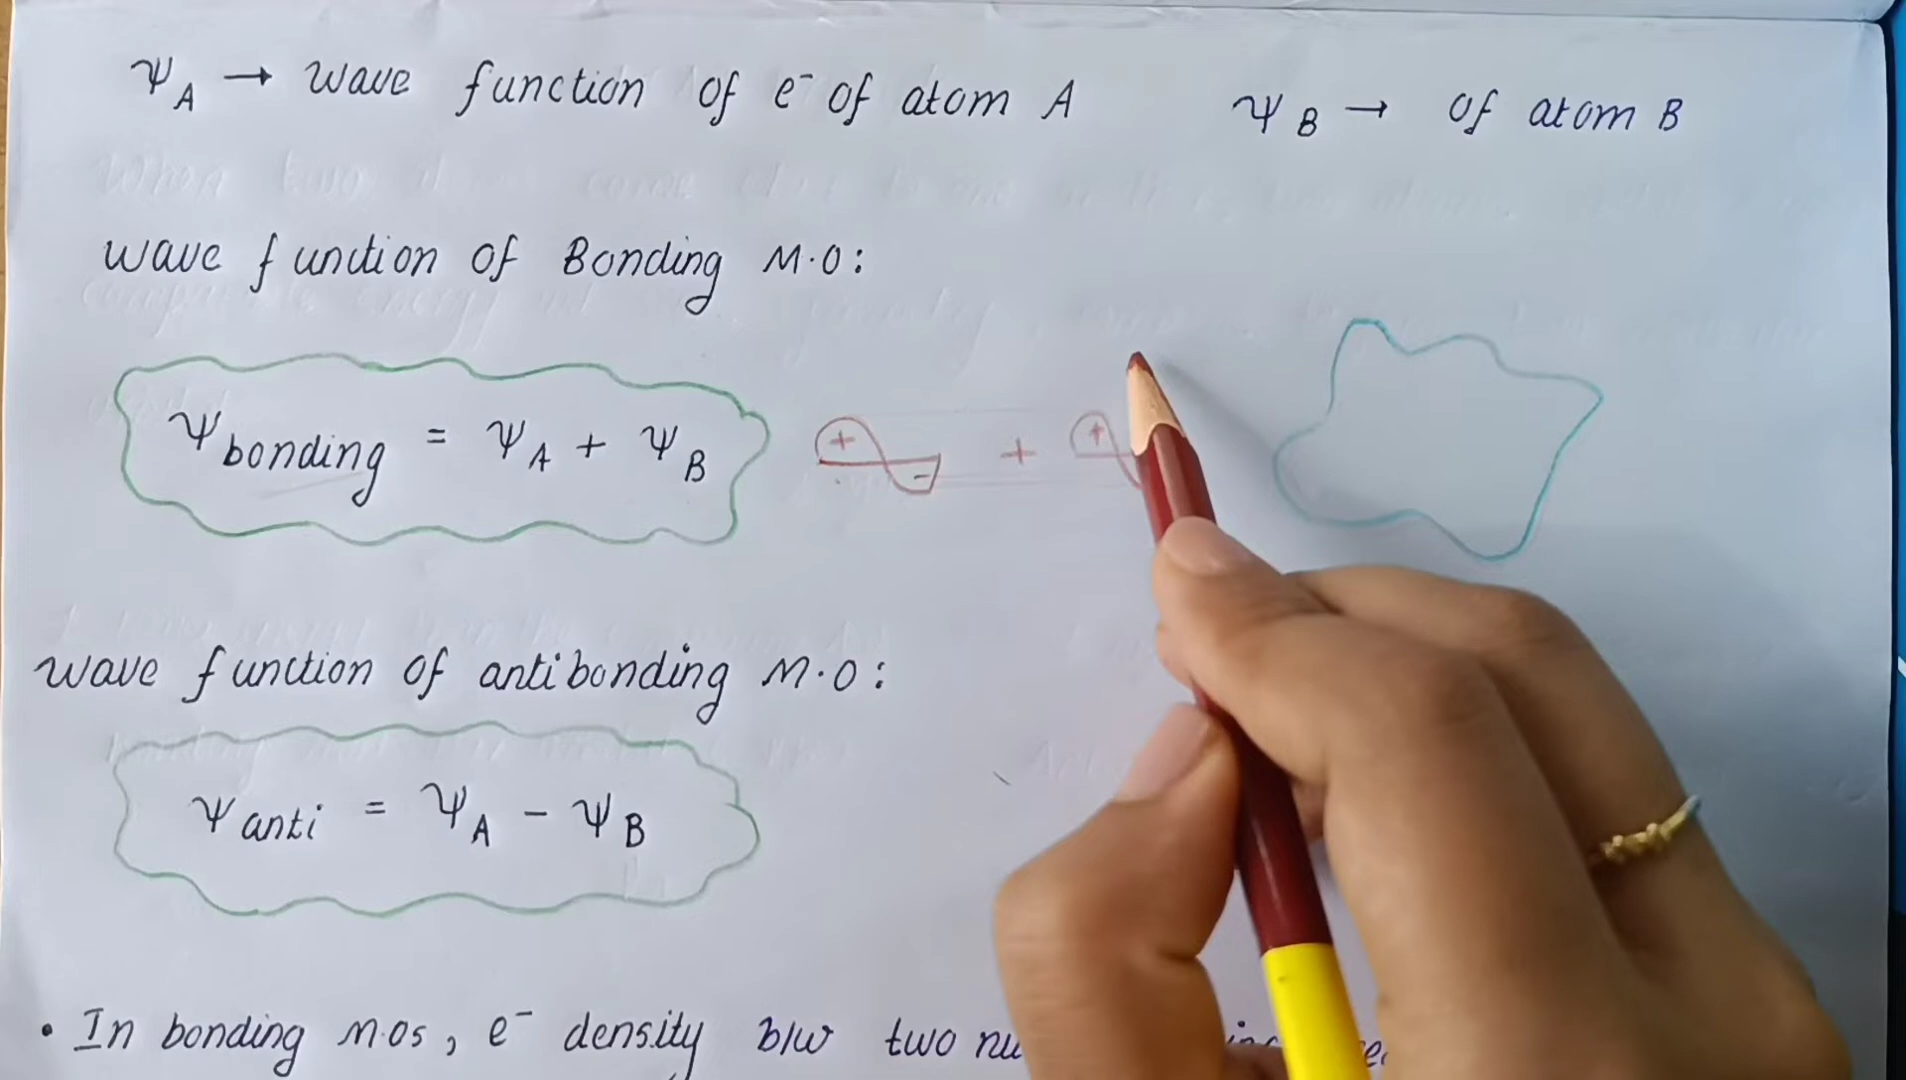 ΨA → wave function of e⁻ of atom A ΨB → of atom B
wave function of Bonding M.O:
Ψbonding = ΨA + ΨB
+ - + +
wave function of antibonding M.O:
Ψanti = ΨA - ΨB
• In bonding M.Os, e⁻ density b/w two